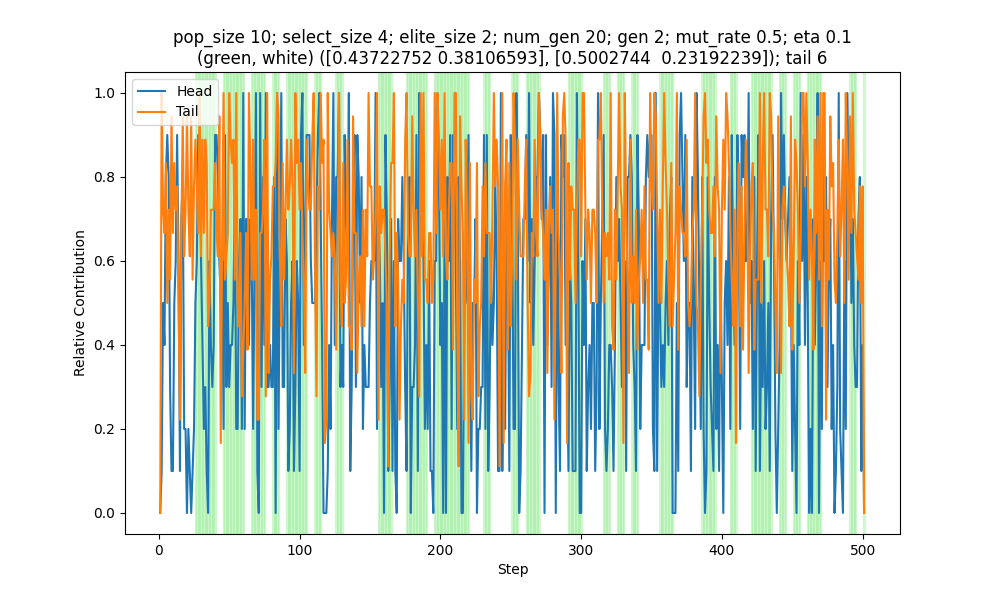 pop_size 10; select_size 4; elite_size 2; num_gen 20; gen 2; mut_rate 0.5; eta 0.1
(green, white) ([0.43722752 0.38106593], [0.5002744  0.23192239]); tail 6
Head
Tail
1.0
0.8
0.6
0.4
0.2
0.0
Relative Contribution
0 100 200 300 400 500
Step